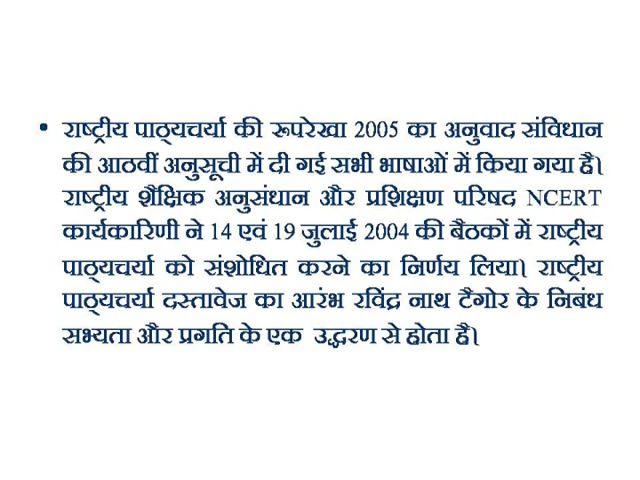 • राष्ट्रीय पाठ्यचर्या की रूपरेखा 2005 का अनुवाद संविधान
की आठवीं अनुसूची में दी गई सभी भाषाओं में किया गया है।
राष्ट्रीय शैक्षिक अनुसंधान और प्रशिक्षण परिषद NCERT
कार्यकारिणी ने 14 एवं 19 जुलाई 2004 की बैठकों में राष्ट्रीय
पाठ्यचर्या को संशोधित करने का निर्णय लिया। राष्ट्रीय
पाठ्यचर्या दस्तावेज का आरंभ रविंद्र नाथ टैगोर के निबंध
सभ्यता और प्रगति के एक उद्धरण से होता है।